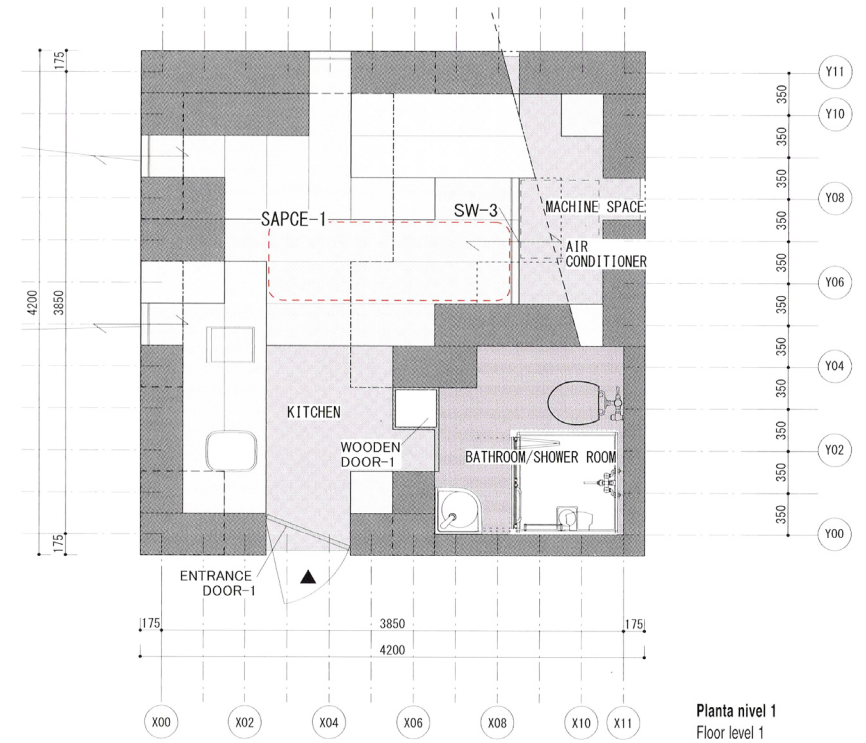 175
Y11
350
Y10
350
350
MACHINE SPACE
Y08
SAPCE-1
SW-3
350
AIR
CONDITIONER
350
4200
3850
Y06
350
350
Y04
KITCHEN
350
WOODEN
DOOR-1
BATHROOM/SHOWER ROOM
Y02
350
350
175
Y00
ENTRANCE
DOOR-1
175
3850
175
4200
X00
X02
X04
X06
X08
X10
X11
Planta nivel 1
Floor level 1